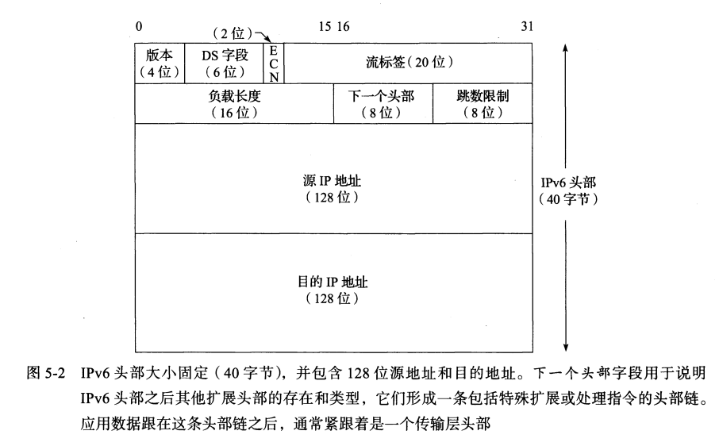 0 (2位) 15 16 31
版本 DS 字段 E 流标签(20 位)
(4位) (6位) C
N
负载长度 下一个头部 跳数限制
(16 位) (8 位) (8 位)
源 IP 地址 IPv6 头部
(128 位) (40 字节)
目的 IP 地址
(128 位)
图 5-2 IPv6 头部大小固定(40 字节),并包含 128 位源地址和目的地址。下一个头部字段用于说明
IPv6 头部之后其他扩展头部的存在和类型,它们形成一条包括特殊扩展或处理指令的头部链。
应用数据跟在这条头部链之后,通常紧跟着是一个传输层头部